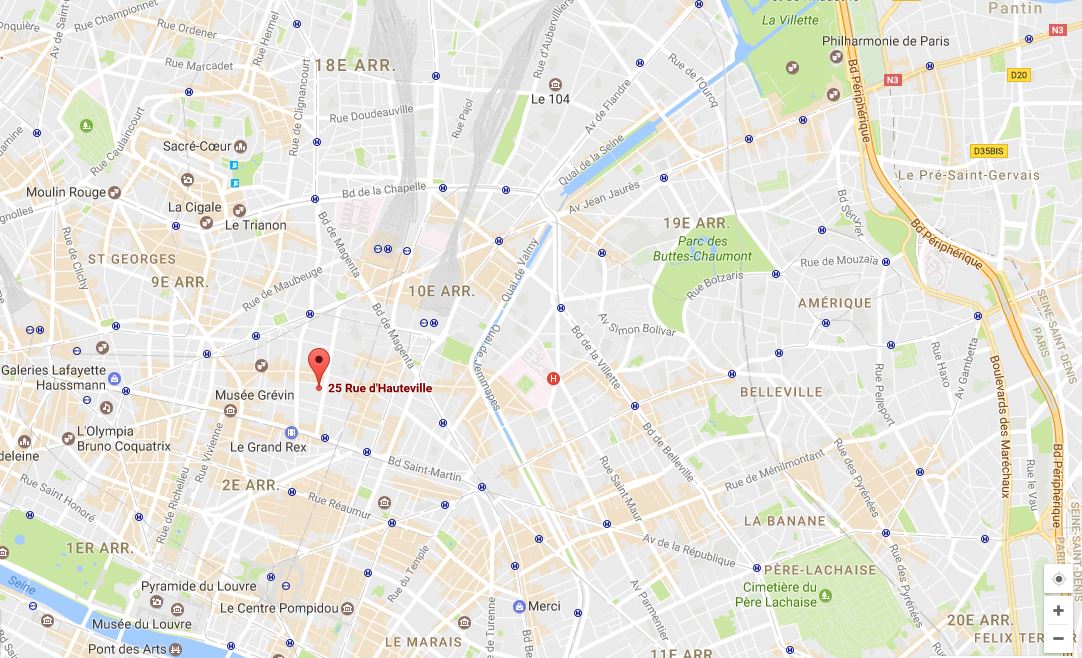 Rue Championnet
Rue Ordener
Rue Hermel
Rue d'Aubervilliers
La Villette
Pantin
N3
Philharmonie de Paris
18E ARR.
Rue Marcadet
Rue de l'Ourcq
N3
D20
Le 104
Rue de Clignancourt
Rue Doudeauville
Rue Pajol
Av de Flandre
Bd Périphérique
Rue Caulaincourt
Sacré-Cœur
Quai de la Seine
D35BIS
Le Pré-Saint-Gervais
Moulin Rouge
Bd de la Chapelle
Av Jean Jaurès
La Cigale
Le Trianon
Bd de Magenta
19E ARR.
Parc des
Buttes-Chaumont
Bd Sérurier
Bd Périphérique
Rue de Clichy
ST GEORGES
9E ARR.
Rue de Maubeuge
Quai de Valmy
Rue de Mouzaïa
Rue Botzaris
10E ARR.
AMÉRIQUE
SEINE-SAINT-DENIS
PARIS
Bd de Magenta
Av Simon Bolivar
Quai de Jemmapes
Bd de la Villette
Rue Haxo
Av Gambetta
Galeries Lafayette
Haussmann
25 Rue d'Hauteville
H
Musée Grévin
BELLEVILLE
Rue Pelleport
Boulevards des Maréchaux
L'Olympia
Bruno Coquatrix
deleine
Rue Vivienne
Le Grand Rex
Bd de Belleville
Bd Saint-Martin
Rue de Ménilmontant
Rue des Pyrénées
Bd Périphérique
Rue le Vau
Rue Saint Honoré
Rue de Richelieu
2E ARR.
Rue Réaumur
Rue Saint-Maur
LA BANANE
SEINE-SAINT-DENIS
PARIS
1ER ARR.
Rue du Temple
Av de la République
PÈRE-LACHAISE
Seine
Pyramide du Louvre
Cimetière du
Père Lachaise
Rue des Pyrénées
Le Centre Pompidou
Merci
Av Parmentier
Musée du Louvre
20E ARR.
+
LE MARAIS
Rue de Turenne
Pont des Arts
11E ARR.
−